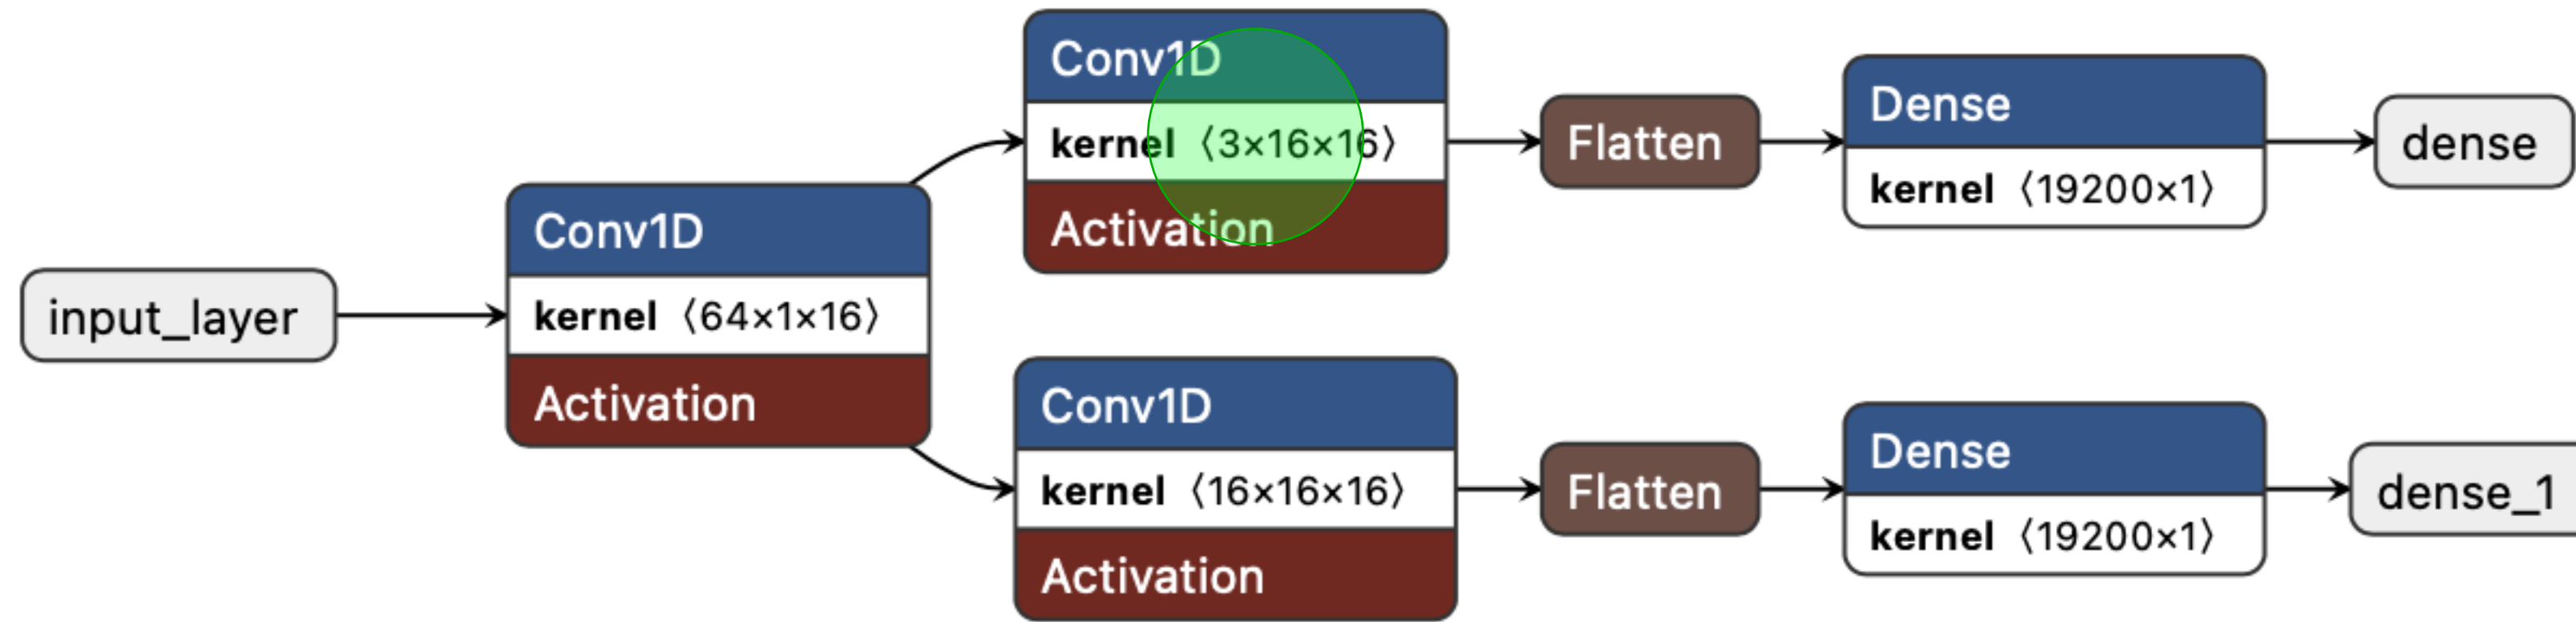 input_layer
Conv1D
kernel ⟨64×1×16⟩
Activation
Conv1D
kernel ⟨3×16×16⟩
Activation
Flatten
Dense
kernel ⟨19200×1⟩
dense
Conv1D
kernel ⟨16×16×16⟩
Activation
Flatten
Dense
kernel ⟨19200×1⟩
dense_1